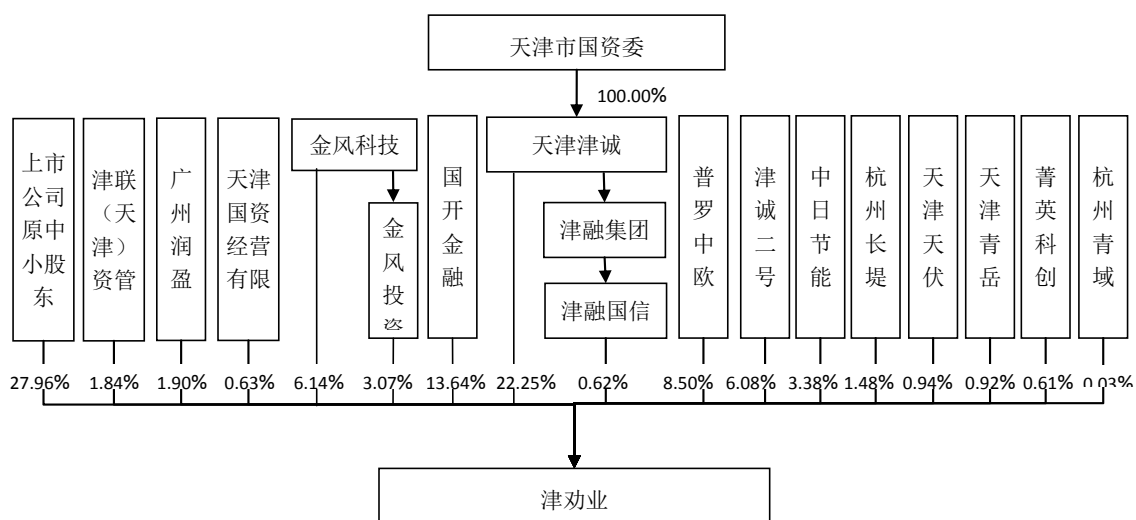 天津市国资委
100.00%
上市
公司
原中
小股
东
津联
（天
津）
资管
广
州
润
盈
天津
国资
经营
有限
金风科技
金
风
投
资
国
开
金
融
天津津诚
津融集团
津融国信
普
罗
中
欧
津
诚
二
号
中
日
节
能
杭
州
长
堤
天
津
天
伏
天
津
青
岳
菁
英
科
创
杭
州
青
域
27.96%
1.84%
1.90%
0.63%
6.14%
3.07%
13.64%
22.25%
0.62%
8.50%
6.08%
3.38%
1.48%
0.94%
0.92%
0.61%
0.03%
津劝业